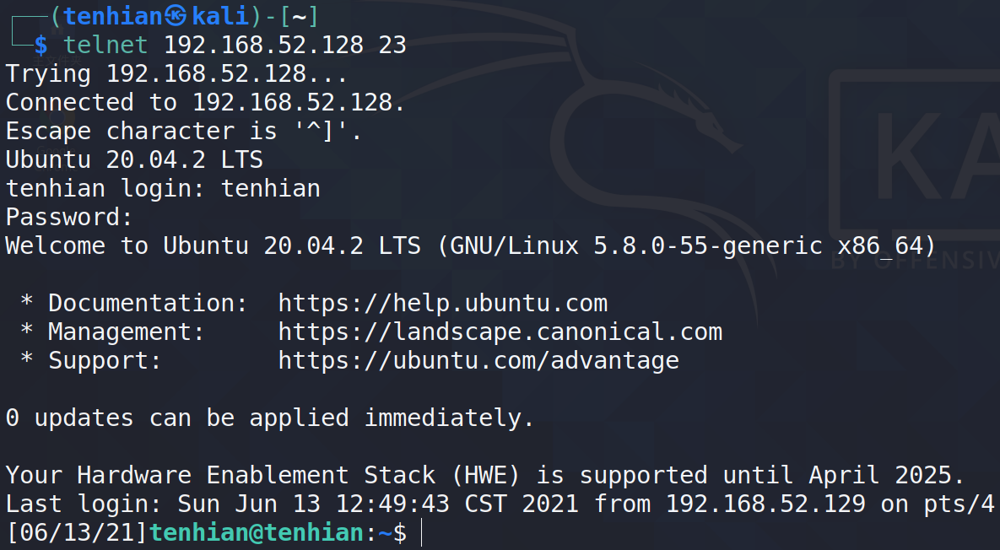 ┌──(tenhian㉿kali)-[~]
└─$ telnet 192.168.52.128 23
Trying 192.168.52.128...
Connected to 192.168.52.128.
Escape character is '^]'.
Ubuntu 20.04.2 LTS
tenhian login: tenhian
Password:
Welcome to Ubuntu 20.04.2 LTS (GNU/Linux 5.8.0-55-generic x86_64)

 * Documentation:  https://help.ubuntu.com
 * Management:     https://landscape.canonical.com
 * Support:        https://ubuntu.com/advantage

0 updates can be applied immediately.

Your Hardware Enablement Stack (HWE) is supported until April 2025.
Last login: Sun Jun 13 12:49:43 CST 2021 from 192.168.52.129 on pts/4
[06/13/21]tenhian@tenhian:~$
KA
BY OFFENSIV